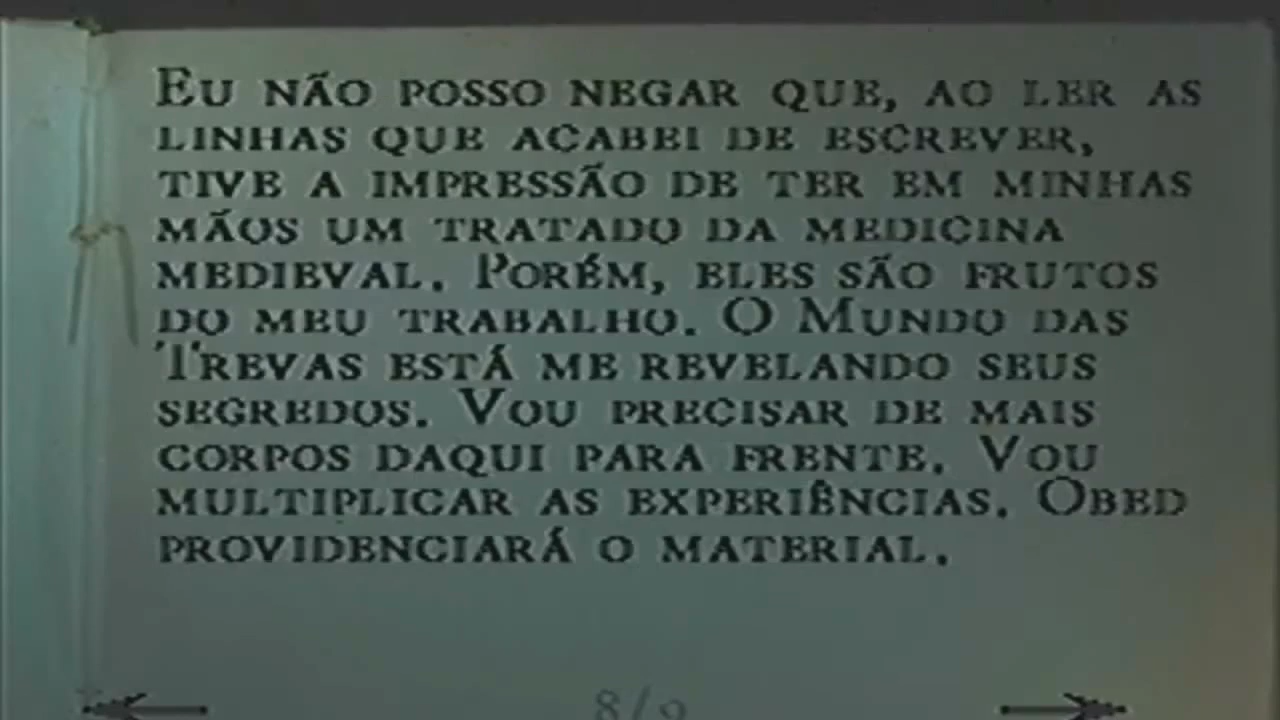 Eu não posso negar que, ao ler as
linhas que acabei de escrever,
tive a impressão de ter em minhas
mãos um tratado da medicina
medieval. Porém, eles são frutos
do meu trabalho. O Mundo das
Trevas está me revelando seus
segredos. Vou precisar de mais
corpos daqui para frente. Vou
multiplicar as experiências. Obed
providenciará o material.
8/9